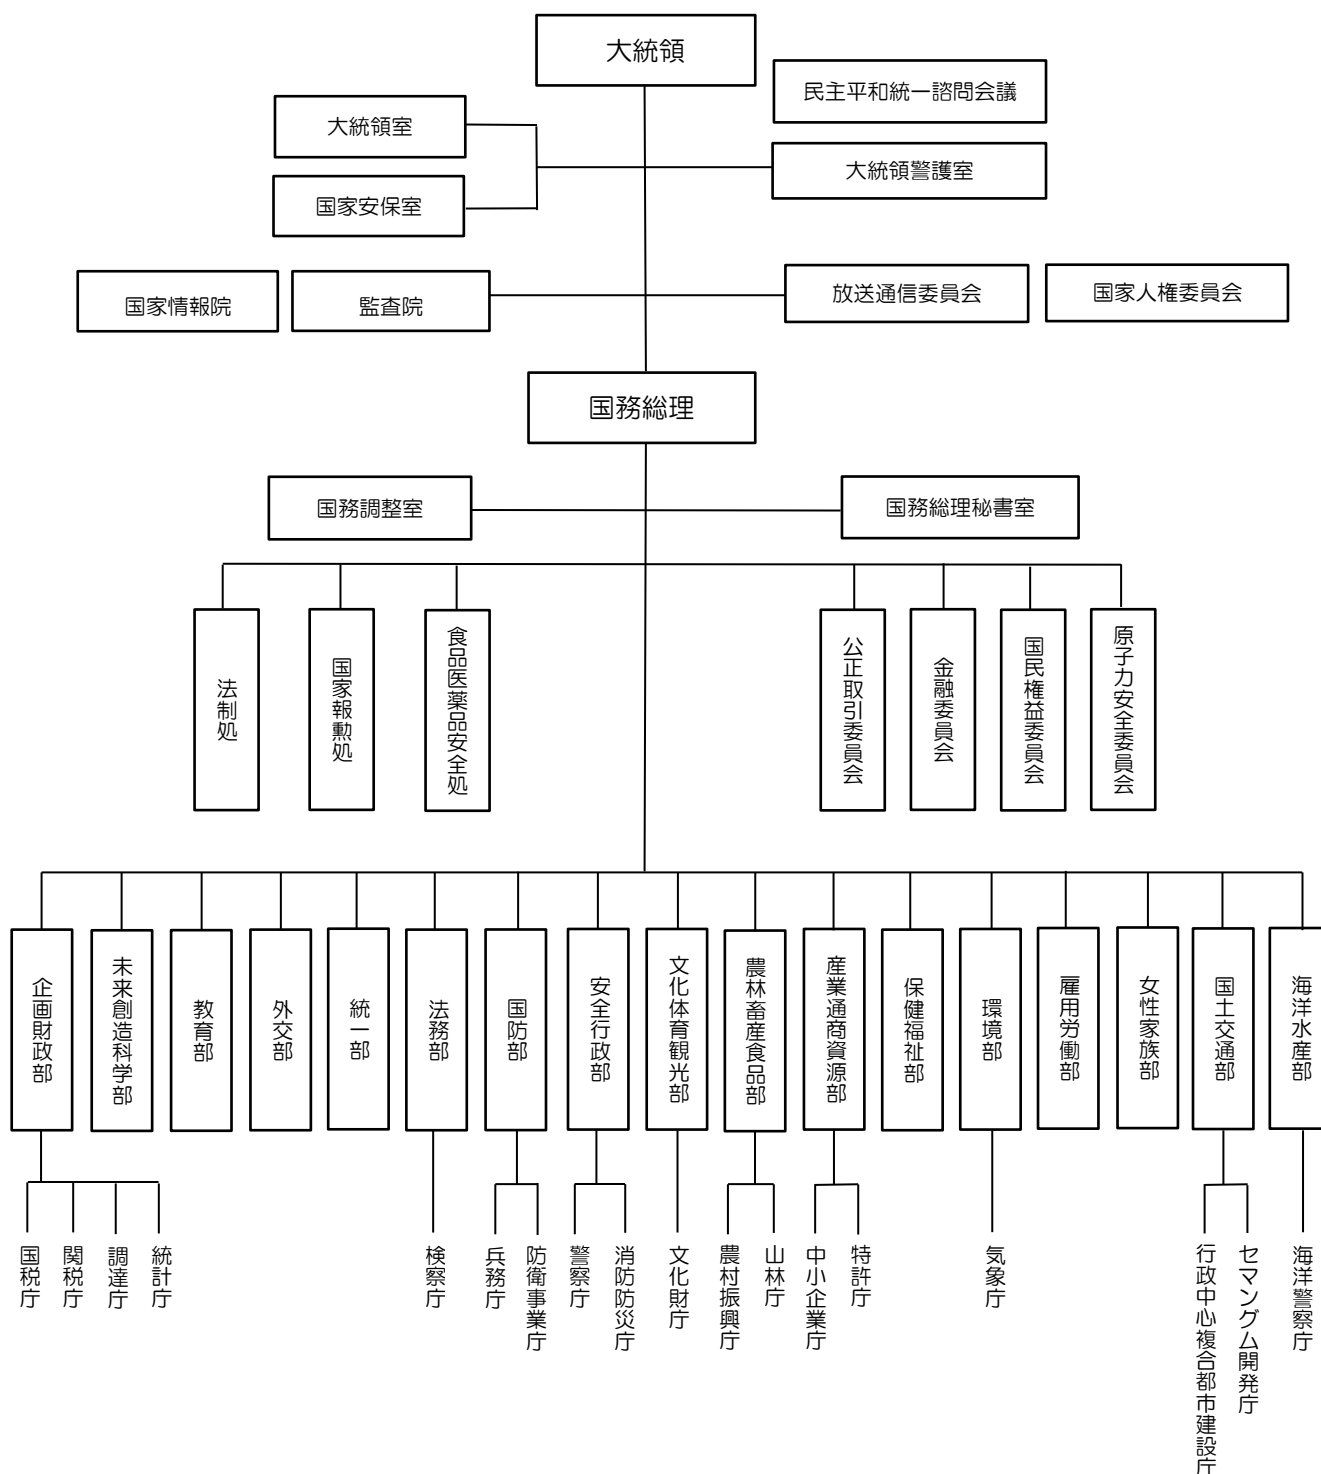 大統領
民主平和統一諮問会議
大統領室
大統領警護室
国家安保室
国家情報院
監査院
放送通信委員会
国家人権委員会
国務総理
国務調整室
国務総理秘書室
法制処
国家報勲処
食品医薬品安全処
公正取引委員会
金融委員会
国民権益委員会
原子力安全委員会
企画財政部
未来創造科学部
教育部
外交部
統一部
法務部
国防部
安全行政部
文化体育観光部
農林畜産食品部
産業通商資源部
保健福祉部
環境部
雇用労働部
女性家族部
国土交通部
海洋水産部
国税庁
関税庁
調達庁
統計庁
検察庁
兵務庁
防衛事業庁
警察庁
消防防災庁
文化財庁
農村振興庁
山林庁
中小企業庁
特許庁
気象庁
行政中心複合都市建設庁
セマングム開発庁
海洋警察庁